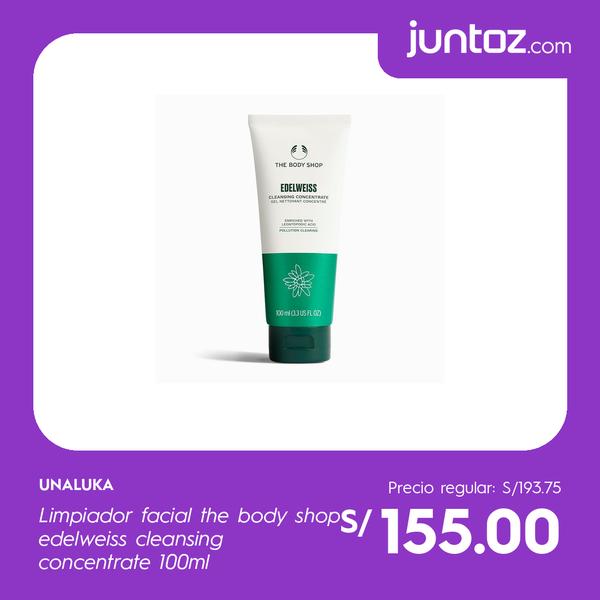 juntoz.com
THE BODY SHOP
EDELWEISS
CLEANSING CONCENTRATE
GEL NETTOYANT CONCENTRÉ
ENRICHED WITH
LEONTOPODIC ACID
POLLUTION CLEARING
100 ml (3.3 US FL OZ)
UNALUKA
Limpiador facial the body shop
edelweiss cleansing
concentrate 100ml
Precio regular: S/193.75
S/ 155.00